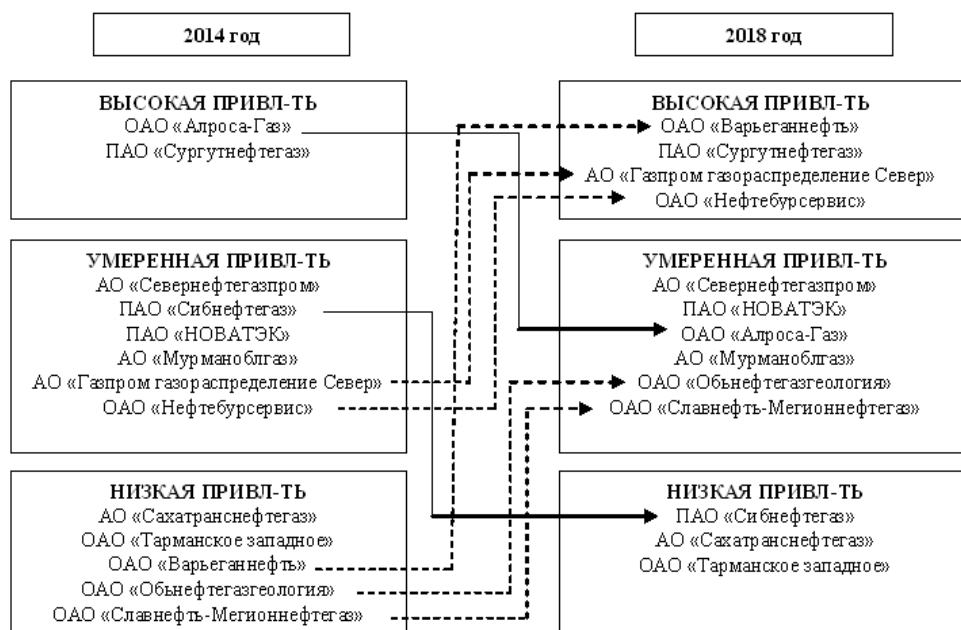 2014 год
ВЫСОКАЯ ПРИВЛ-ТЬ
ОАО «Алроса-Газ»
ПАО «Сургутнефтегаз»
УМЕРЕННАЯ ПРИВЛ-ТЬ
АО «Севернефтегазпром»
ПАО «Сибнефтегаз»
ПАО «НОВАТЭК»
АО «Мурманоблгаз»
АО «Газпром газораспределение Север»
ОАО «Нефтебурсервис»
НИЗКАЯ ПРИВЛ-ТЬ
АО «Сахатранснефтегаз»
ОАО «Тарманское западное»
ОАО «Варьеганнефть»
ОАО «Обьнефтегазгеология»
ОАО «Славнефть-Мегионнефтегаз»
2018 год
ВЫСОКАЯ ПРИВЛ-ТЬ
ОАО «Варьеганнефть»
ПАО «Сургутнефтегаз»
АО «Газпром газораспределение Север»
ОАО «Нефтебурсервис»
УМЕРЕННАЯ ПРИВЛ-ТЬ
АО «Севернефтегазпром»
ПАО «НОВАТЭК»
ОАО «Алроса-Газ»
АО «Мурманоблгаз»
ОАО «Обьнефтегазгеология»
ОАО «Славнефть-Мегионнефтегаз»
НИЗКАЯ ПРИВЛ-ТЬ
ПАО «Сибнефтегаз»
АО «Сахатранснефтегаз»
ОАО «Тарманское западное»